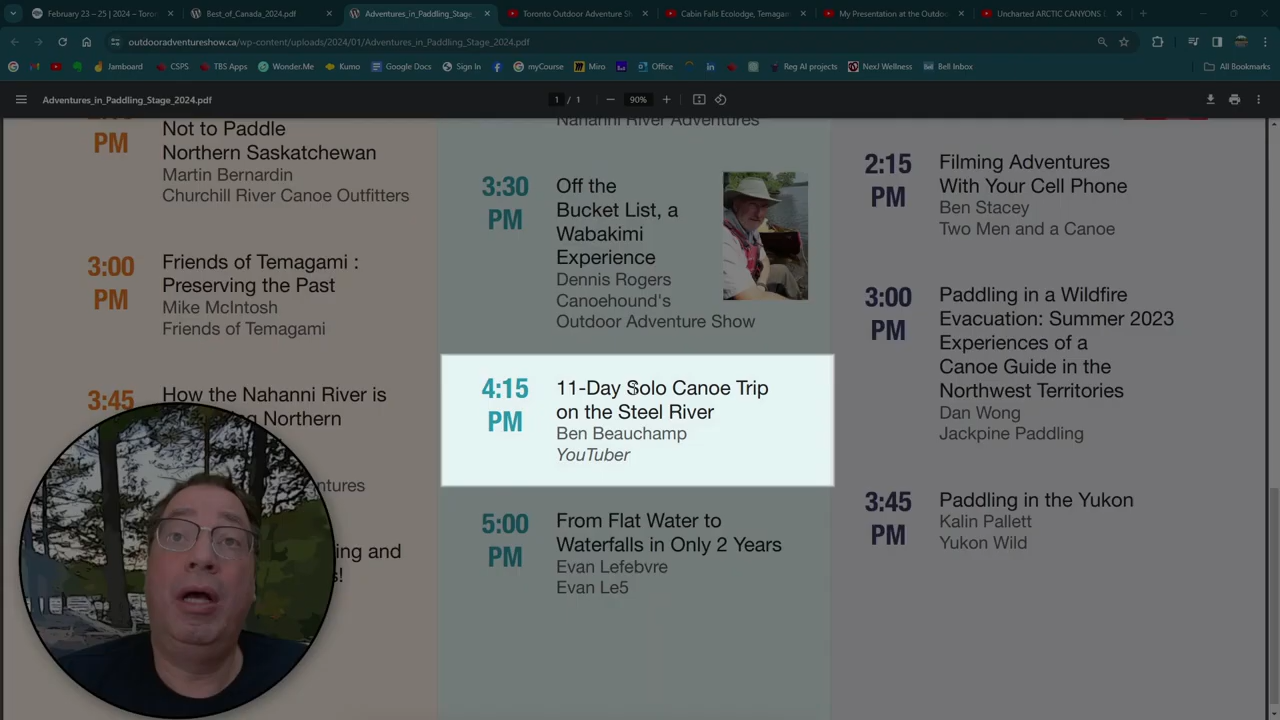 February 23 – 25 | 2024 – Toro
Best_of_Canada_2024.pdf
Adventures_in_Paddling_Stage_2
Toronto Outdoor Adventure Sh
Cabin Falls Ecolodge, Temagam
My Presentation at the Outdoo
Uncharted ARCTIC CANYONS E
outdooradventureshow.ca/wp-content/uploads/2024/01/Adventures_in_Paddling_Stage_2024.pdf
Jamboard
CSPS
TBS Apps
Wonder.Me
Kumo
Google Docs
Sign In
myCourse
Miro
Office
Reg AI projects
NexJ Wellness
Bell Inbox
All Bookmarks
Adventures_in_Paddling_Stage_2024.pdf
1 / 1
90%
PM
Not to Paddle
Northern Saskatchewan
Martin Bernardin
Churchill River Canoe Outfitters
3:00
PM
Friends of Temagami :
Preserving the Past
Mike McIntosh
Friends of Temagami
3:45
How the Nahanni River is
Northern
ntures
ing and
s!
Nahanni River Adventures
3:30
PM
Off the
Bucket List, a
Wabakimi
Experience
Dennis Rogers
Canoehound's
Outdoor Adventure Show
4:15
PM
11-Day Solo Canoe Trip
on the Steel River
Ben Beauchamp
YouTuber
5:00
PM
From Flat Water to
Waterfalls in Only 2 Years
Evan Lefebvre
Evan Le5
2:15
PM
Filming Adventures
With Your Cell Phone
Ben Stacey
Two Men and a Canoe
3:00
PM
Paddling in a Wildfire
Evacuation: Summer 2023
Experiences of a
Canoe Guide in the
Northwest Territories
Dan Wong
Jackpine Paddling
3:45
PM
Paddling in the Yukon
Kalin Pallett
Yukon Wild